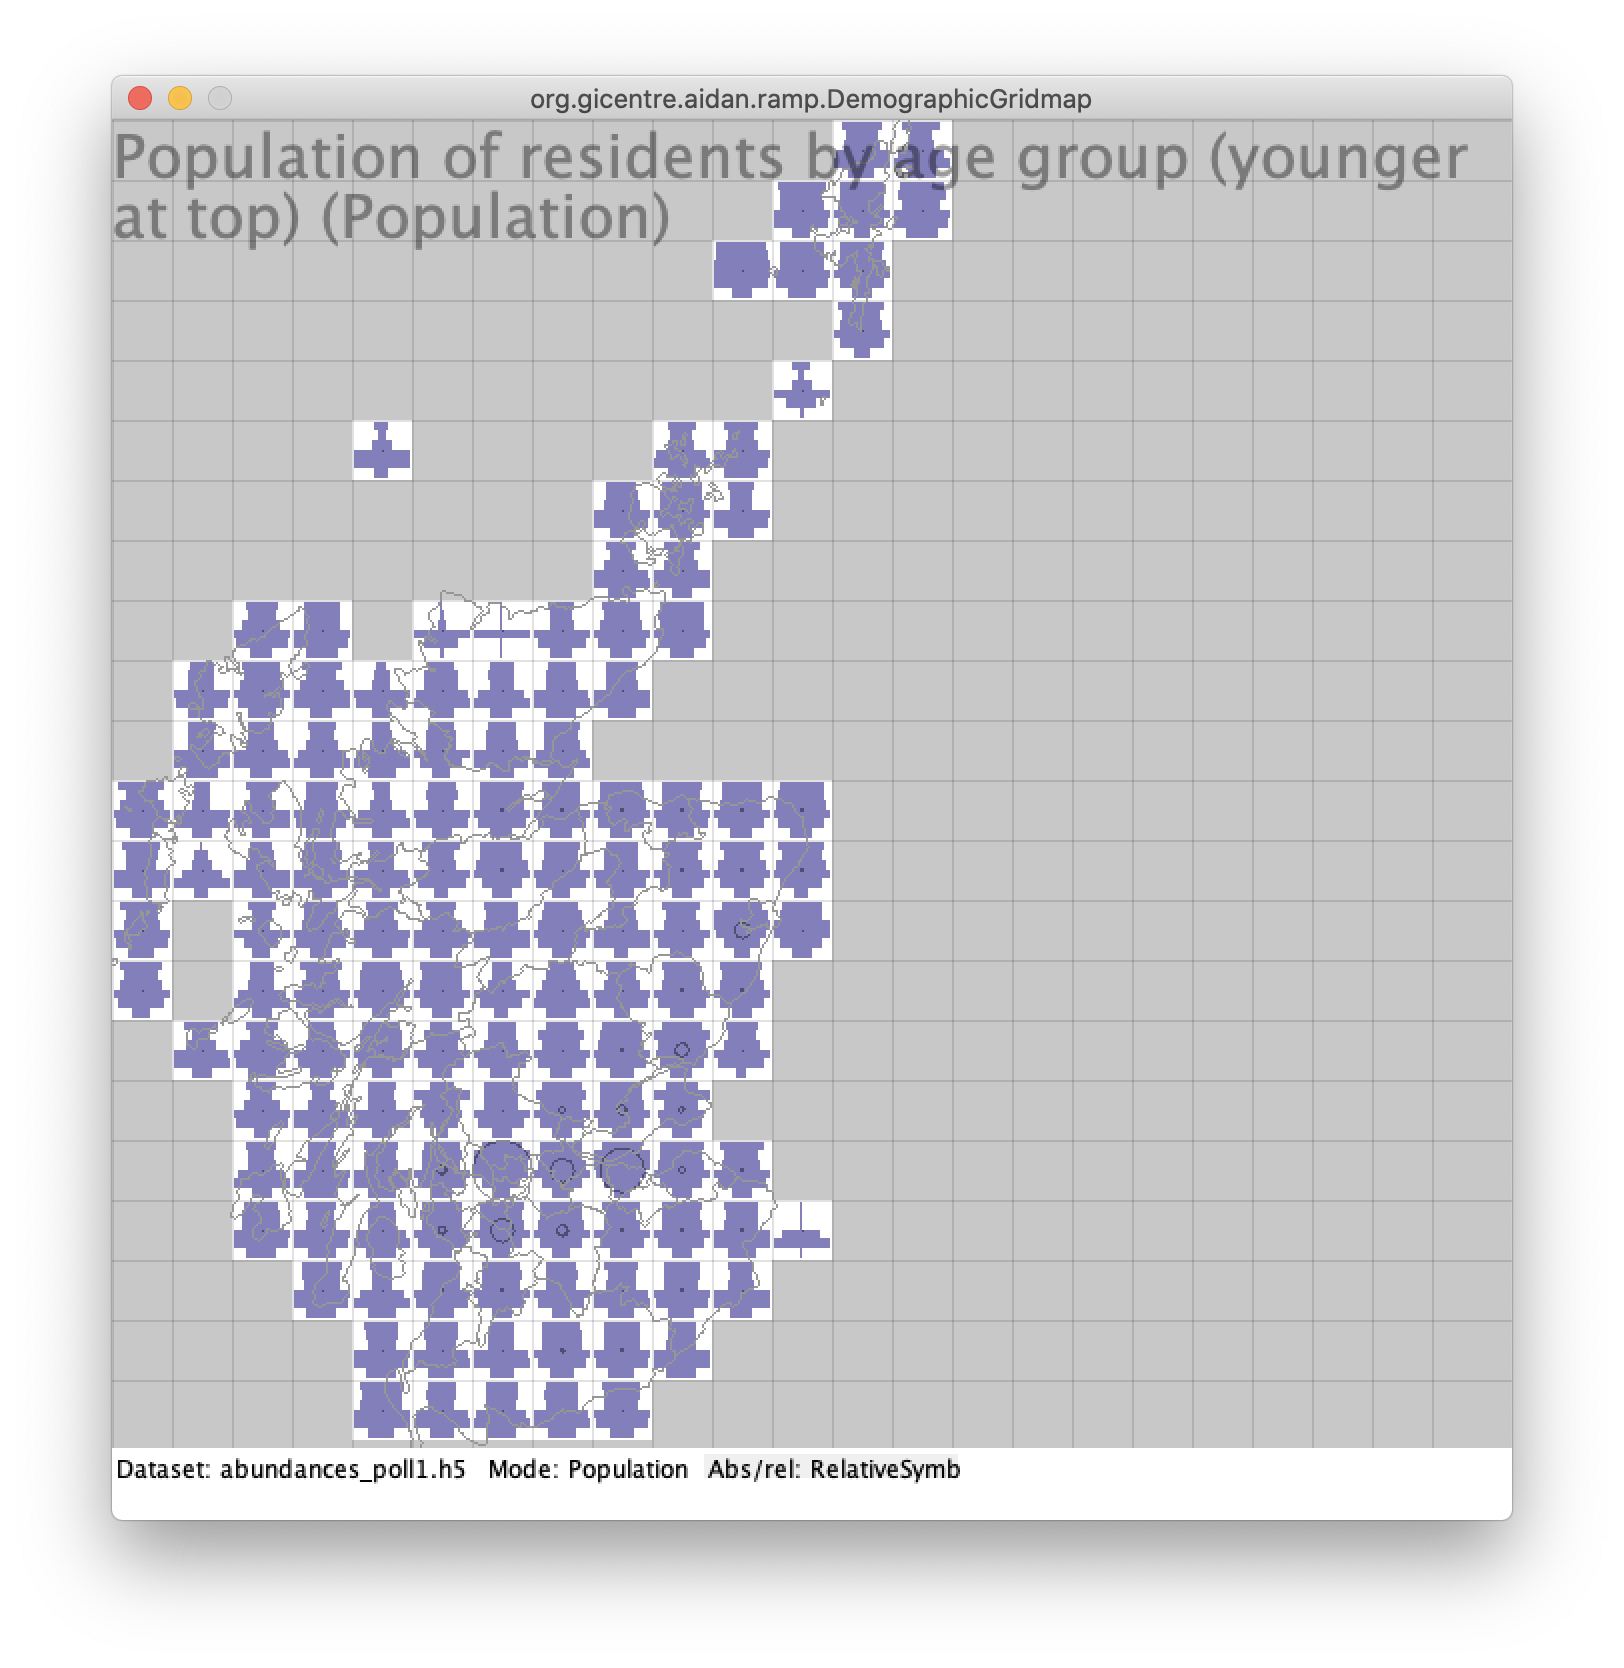 org.gicentre.aidan.ramp.DemographicGridmap
Population of residents by age group (younger
at top) (Population)
Dataset: abundances_poll1.h5 Mode: Population Abs/rel: RelativeSymb